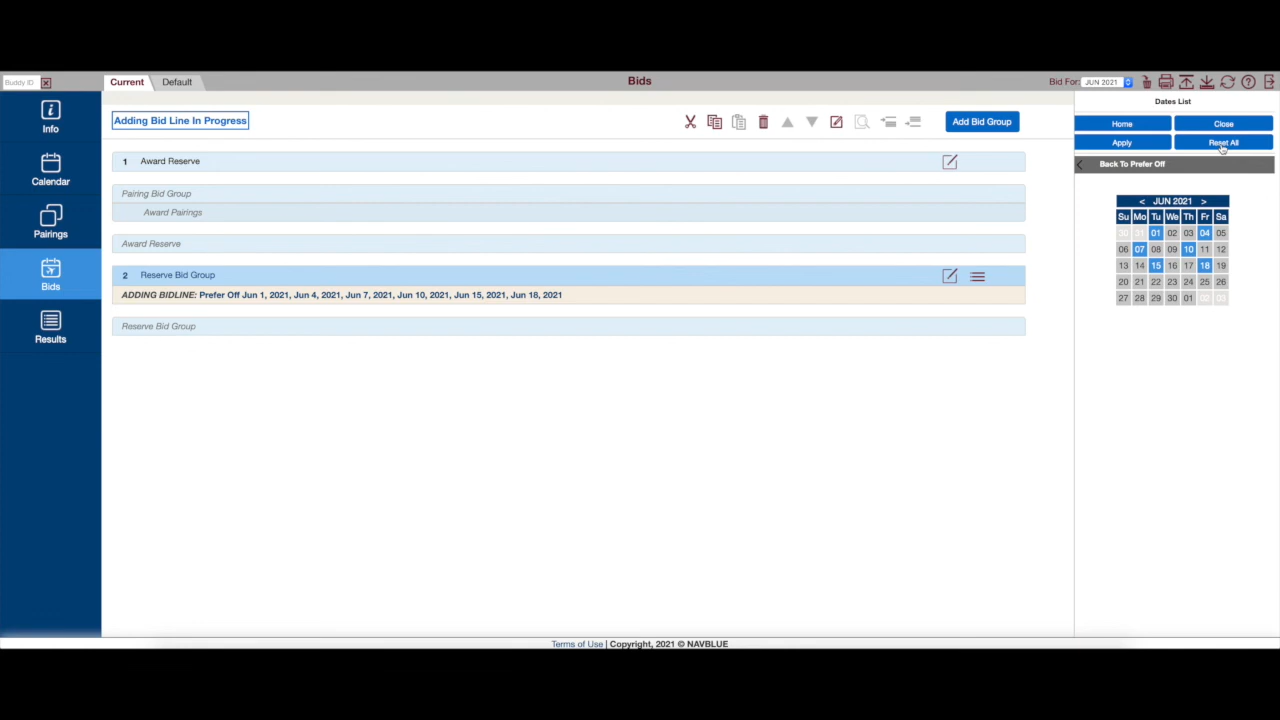 Buddy ID
Current
Default
Bids
Bid For: JUN 2021
Info
Calendar
Pairings
Bids
Results
Adding Bid Line In Progress
Add Bid Group
1 Award Reserve
Pairing Bid Group
Award Pairings
Award Reserve
2 Reserve Bid Group
ADDING BIDLINE: Prefer Off Jun 1, 2021, Jun 4, 2021, Jun 7, 2021, Jun 10, 2021, Jun 15, 2021, Jun 18, 2021
Reserve Bid Group
Dates List
Home Close
Apply Reset All
Back To Prefer Off
< JUN 2021 >
Su Mo Tu We Th Fr Sa
30 31 01 02 03 04 05
06 07 08 09 10 11 12
13 14 15 16 17 18 19
20 21 22 23 24 25 26
27 28 29 30 01 02 03
Terms of Use | Copyright, 2021 © NAVBLUE